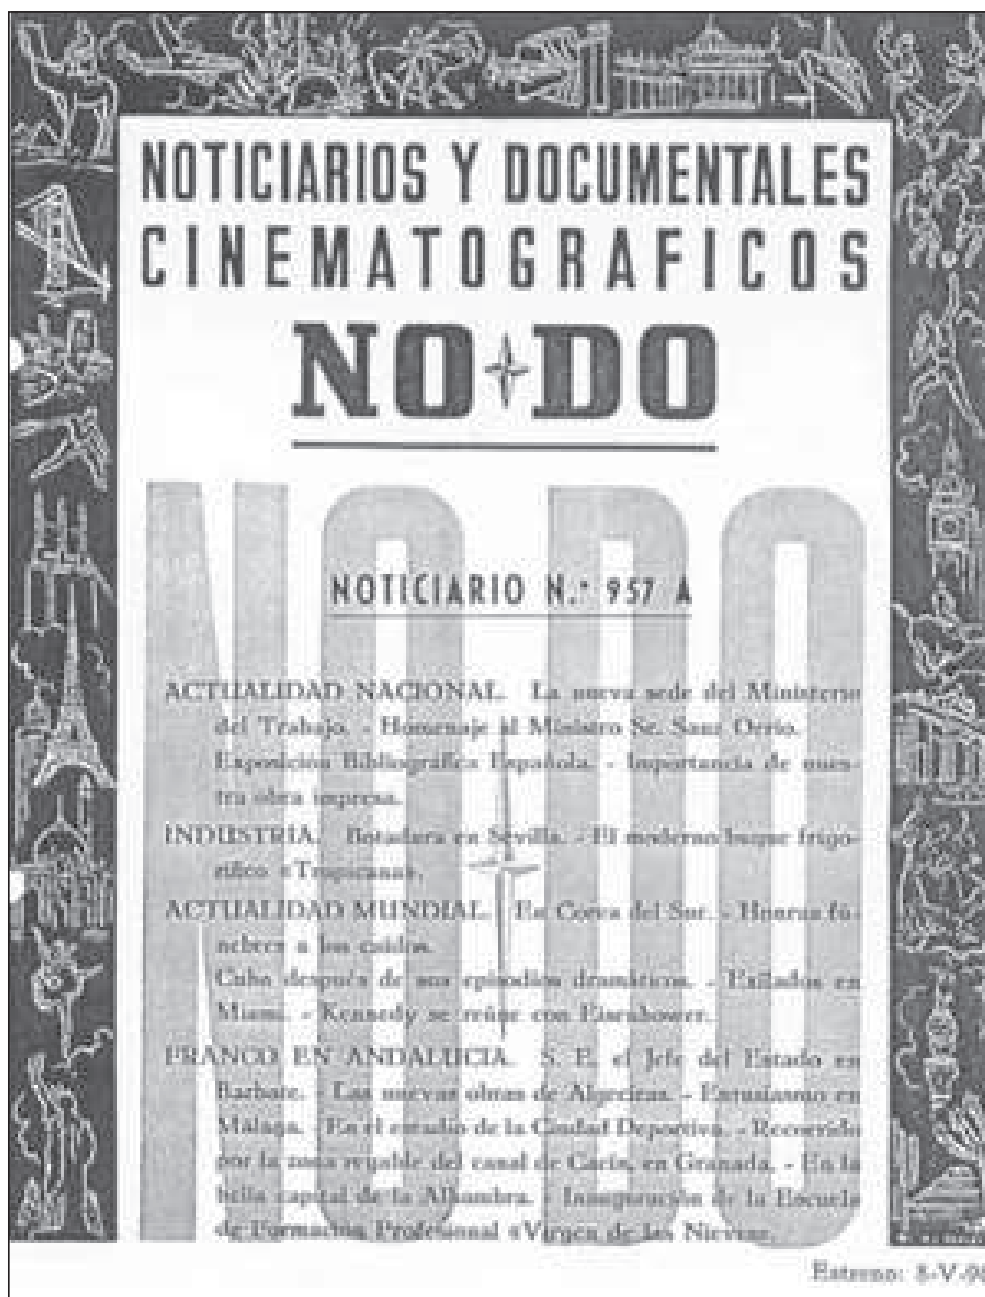 NOTICIARIOS Y DOCUMENTALES
CINEMATOGRAFICOS
NO DO
NO DO
NOTICIARIO N.º 957 A
ACTUALIDAD NACIONAL. La nueva sede del Ministerio
del Trabajo. - Homenaje al Ministro Sr. Sanz Orrio.
Exposición Bibliográfica Española. - Importancia de nues-
tra obra impresa.
INDUSTRIA. Botadura en Sevilla. - El moderno buque frigo-
rífico «Tropicana».
ACTUALIDAD MUNDIAL. En Corea del Sur. - Honras fú-
nebres a los caídos.
Cuba después de sus episodios dramáticos. - Exilados en
Miami. - Kennedy se reúne con Eisenhower.
FRANCO EN ANDALUCIA. S. E. el Jefe del Estado en
Barbate. - Las nuevas obras de Algeciras. - Entusiasmo en
Málaga. En el estadio de la Ciudad Deportiva. - Recorrido
por la zona regable del canal de en Granada. - En la
bella capital de la Alhambra. - Inauguración de la Escuela
de Formación Profesional «Virgen de las Nieves».
Estreno: 8-V-